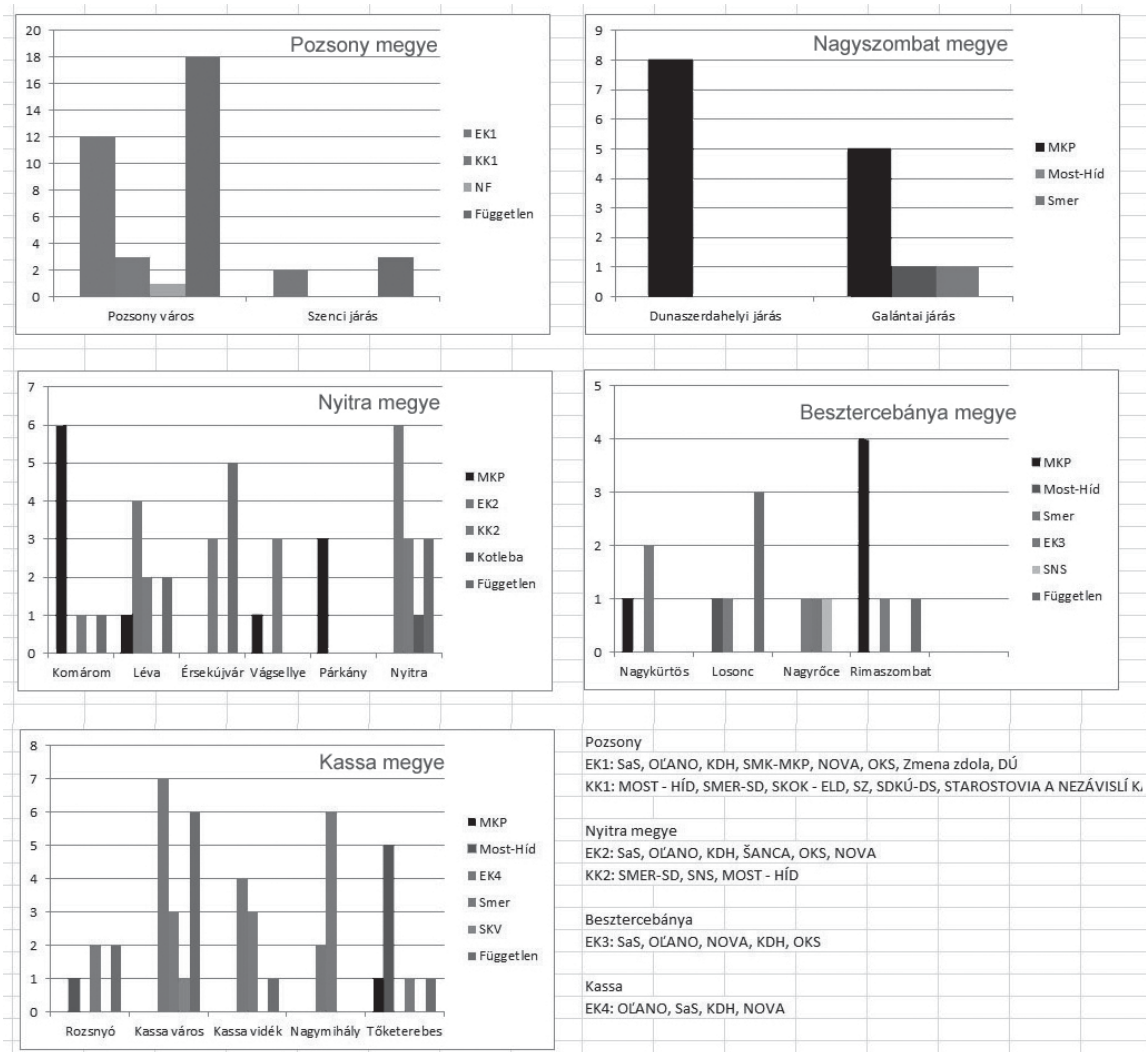 Pozsony megye
20
18
16
14
12
10
8
6
4
2
0
Pozsony város Szenci járás
EK1
KK1
NF
Független
Nagyszombat megye
9
8
7
6
5
4
3
2
1
0
Dunaszerdahelyi járás Galántai járás
MKP
Most-Híd
Smer
Nyitra megye
7
6
5
4
3
2
1
0
Komárom Léva Érsekújvár Vágsellye Párkány Nyitra
MKP
EK2
KK2
Kotleba
Független
Besztercebánya megye
5
4
3
2
1
0
Nagykürtös Losonc Nagyrőce Rimaszombat
MKP
Most-Híd
Smer
EK3
SNS
Független
Kassa megye
8
7
6
5
4
3
2
1
0
Rozsnyó Kassa város Kassa vidék Nagymihály Tőketerebes
MKP
Most-Híd
EK4
Smer
SKV
Független
Pozsony
EK1: SaS, OĽANO, KDH, SMK-MKP, NOVA, OKS, Zmena zdola, DÚ
KK1: MOST - HÍD, SMER-SD, SKOK - ELD, SZ, SDKÚ-DS, STAROSTOVIA A NEZÁVISLÍ
Nyitra megye
EK2: SaS, OĽANO, KDH, ŠANCA, OKS, NOVA
KK2: SMER-SD, SNS, MOST - HÍD
Besztercebánya
EK3: SaS, OĽANO, NOVA, KDH, OKS
Kassa
EK4: OĽANO, SaS, KDH, NOVA